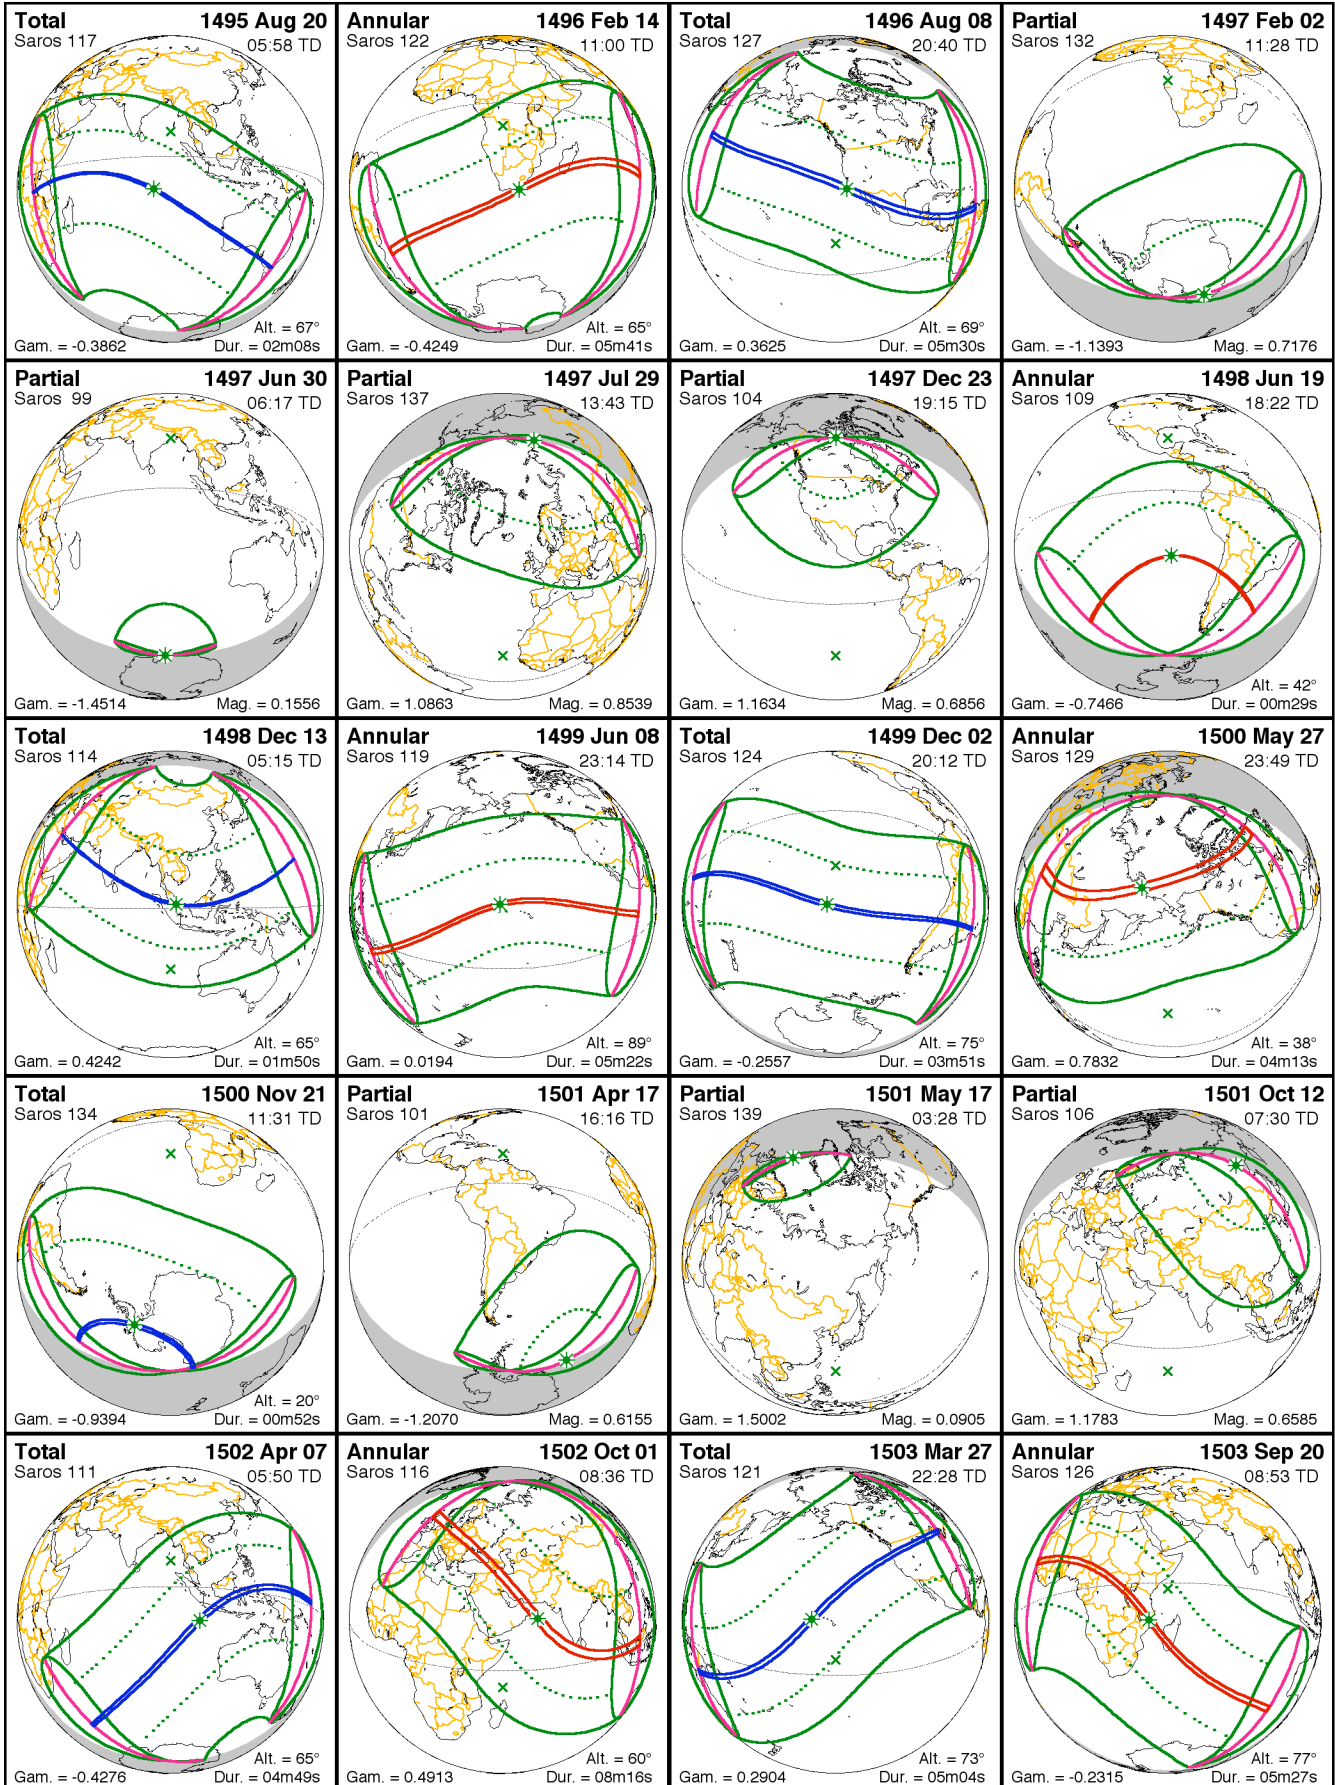 Total 1495 Aug 20
Saros 117 05:58 TD
Alt. = 67°
Gam. = -0.3862 Dur. = 02m08s
Annular 1496 Feb 14
Saros 122 11:00 TD
Alt. = 65°
Gam. = -0.4249 Dur. = 05m41s
Total 1496 Aug 08
Saros 127 20:40 TD
Alt. = 69°
Gam. = 0.3625 Dur. = 05m30s
Partial 1497 Feb 02
Saros 132 11:28 TD
Gam. = -1.1393 Mag. = 0.7176
Partial 1497 Jun 30
Saros 99 06:17 TD
Gam. = -1.4514 Mag. = 0.1556
Partial 1497 Jul 29
Saros 137 13:43 TD
Gam. = 1.0863 Mag. = 0.8539
Partial 1497 Dec 23
Saros 104 19:15 TD
Gam. = 1.1634 Mag. = 0.6856
Annular 1498 Jun 19
Saros 109 18:22 TD
Alt. = 42°
Gam. = -0.7466 Dur. = 00m29s
Total 1498 Dec 13
Saros 114 05:15 TD
Alt. = 65°
Gam. = 0.4242 Dur. = 01m50s
Annular 1499 Jun 08
Saros 119 23:14 TD
Alt. = 89°
Gam. = 0.0194 Dur. = 05m22s
Total 1499 Dec 02
Saros 124 20:12 TD
Alt. = 75°
Gam. = -0.2557 Dur. = 03m51s
Annular 1500 May 27
Saros 129 23:49 TD
Alt. = 38°
Gam. = 0.7832 Dur. = 04m13s
Total 1500 Nov 21
Saros 134 11:31 TD
Alt. = 20°
Gam. = -0.9394 Dur. = 00m52s
Partial 1501 Apr 17
Saros 101 16:16 TD
Gam. = -1.2070 Mag. = 0.6155
Partial 1501 May 17
Saros 139 03:28 TD
Gam. = 1.5002 Mag. = 0.0905
Partial 1501 Oct 12
Saros 106 07:30 TD
Gam. = 1.1783 Mag. = 0.6585
Total 1502 Apr 07
Saros 111 05:50 TD
Alt. = 65°
Gam. = -0.4276 Dur. = 04m49s
Annular 1502 Oct 01
Saros 116 08:36 TD
Alt. = 60°
Gam. = 0.4913 Dur. = 08m16s
Total 1503 Mar 27
Saros 121 22:28 TD
Alt. = 73°
Gam. = 0.2904 Dur. = 05m04s
Annular 1503 Sep 20
Saros 126 08:53 TD
Alt. = 77°
Gam. = -0.2315 Dur. = 05m27s